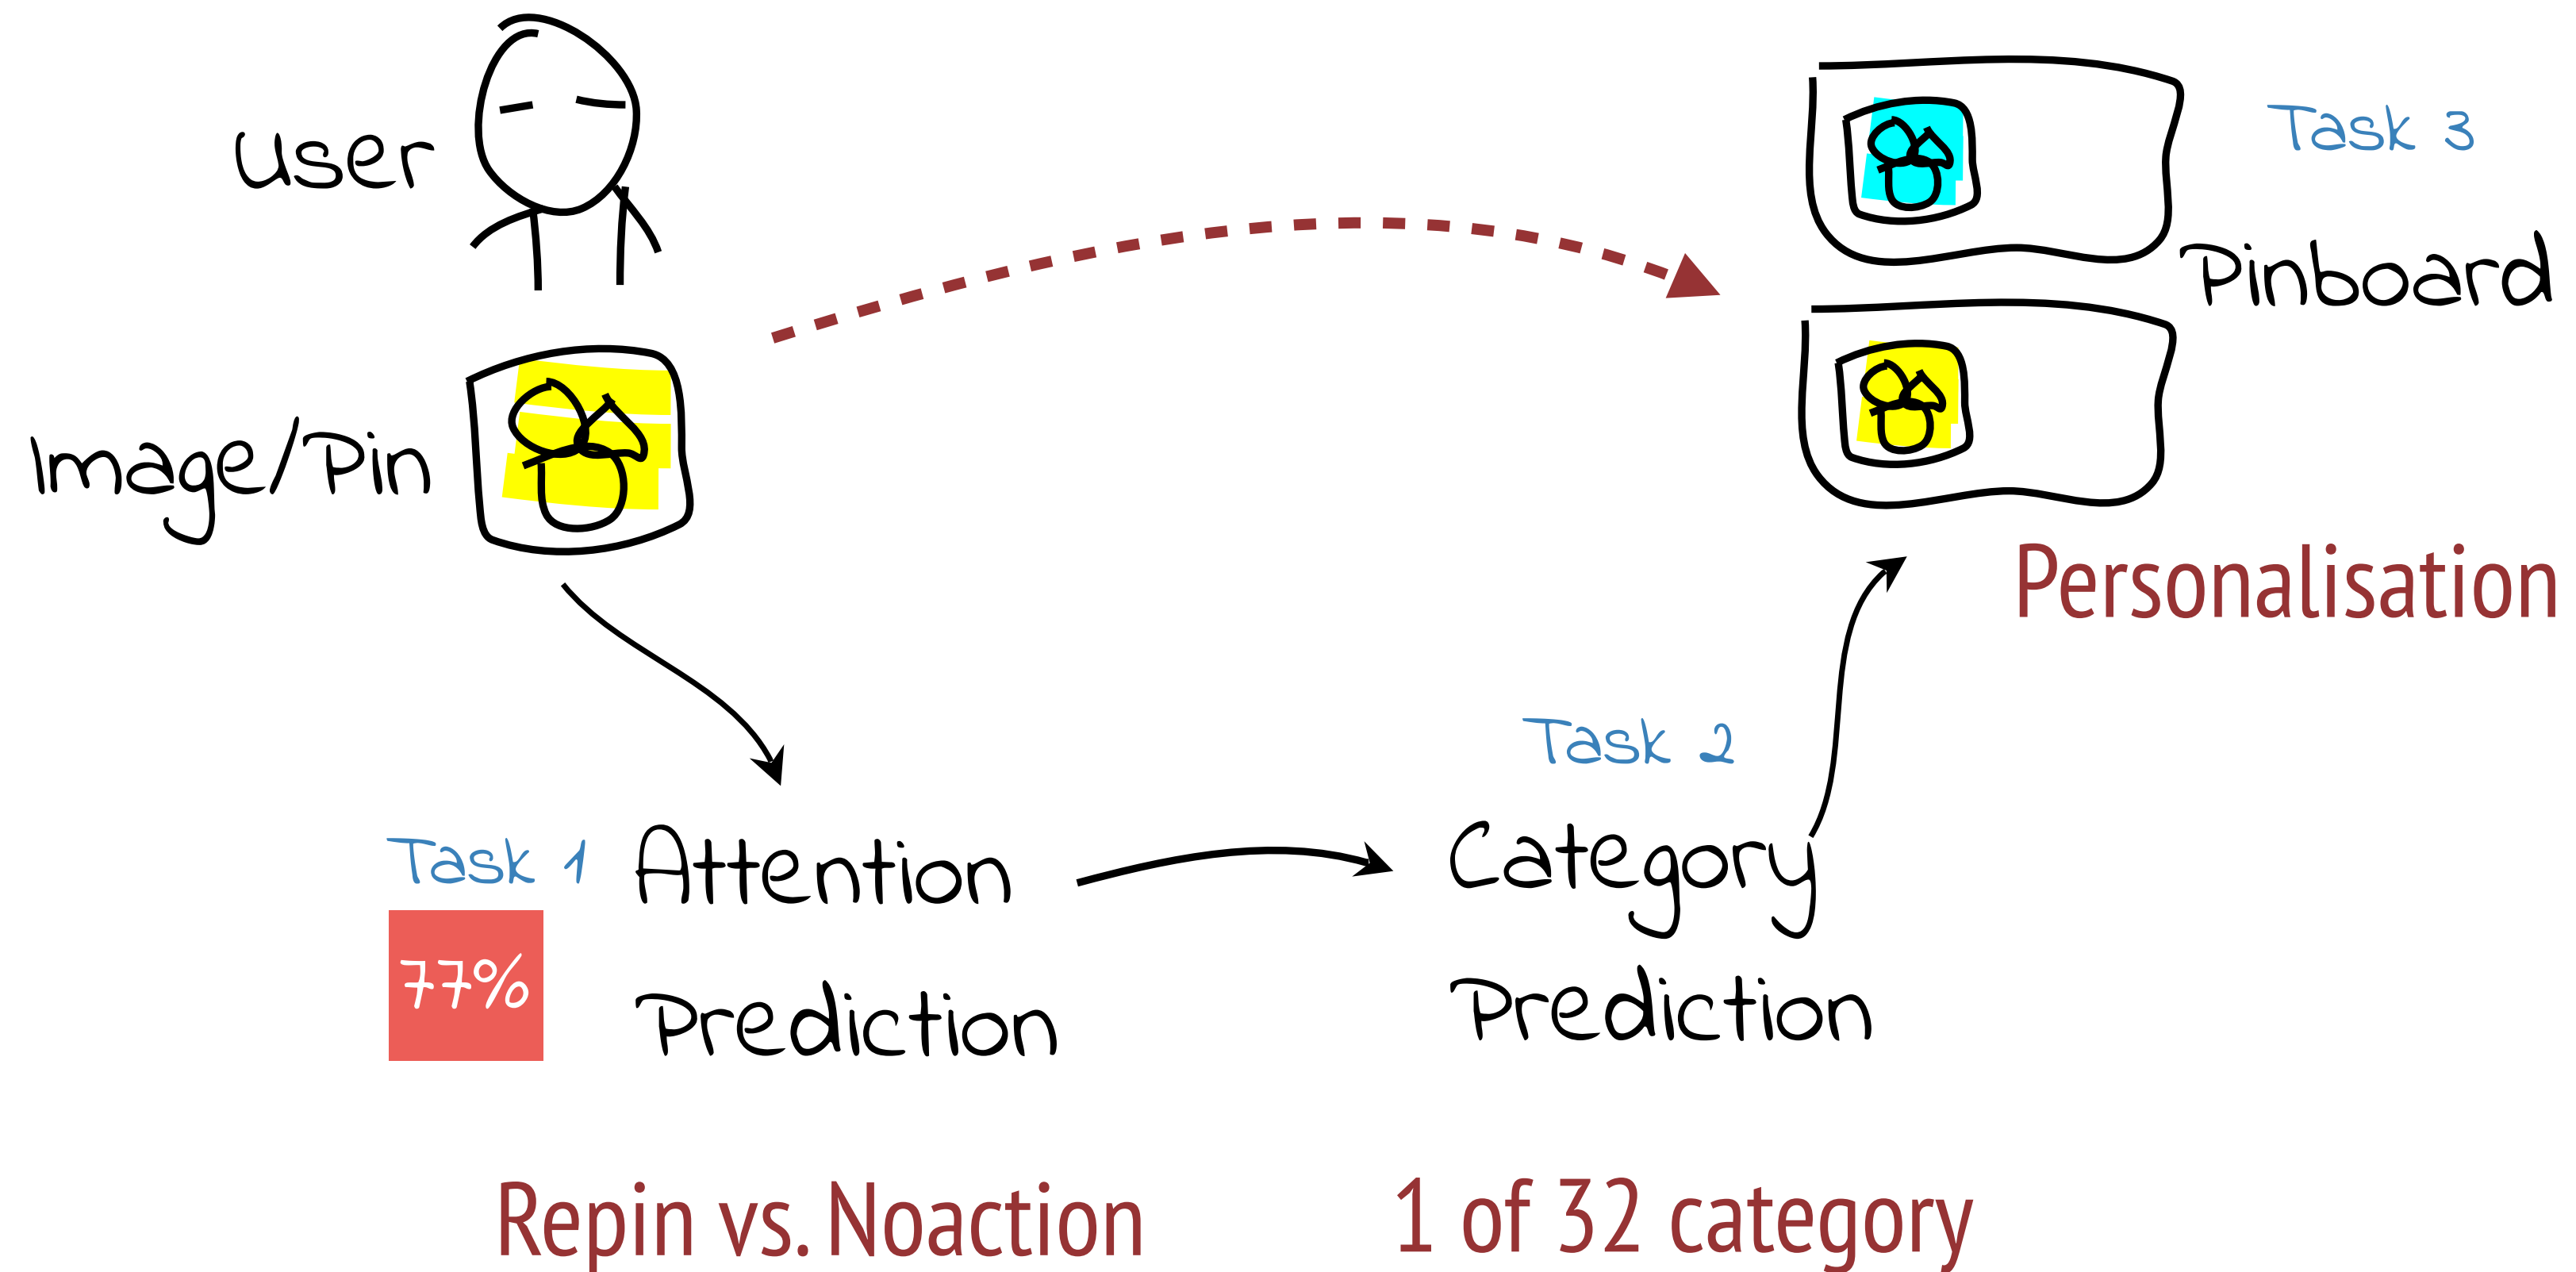 User
Image/Pin
Task 3
Pinboard
Personalisation
Task 1
Attention
Prediction
77%
Task 2
Category
Prediction
Repin vs. Noaction
1 of 32 category